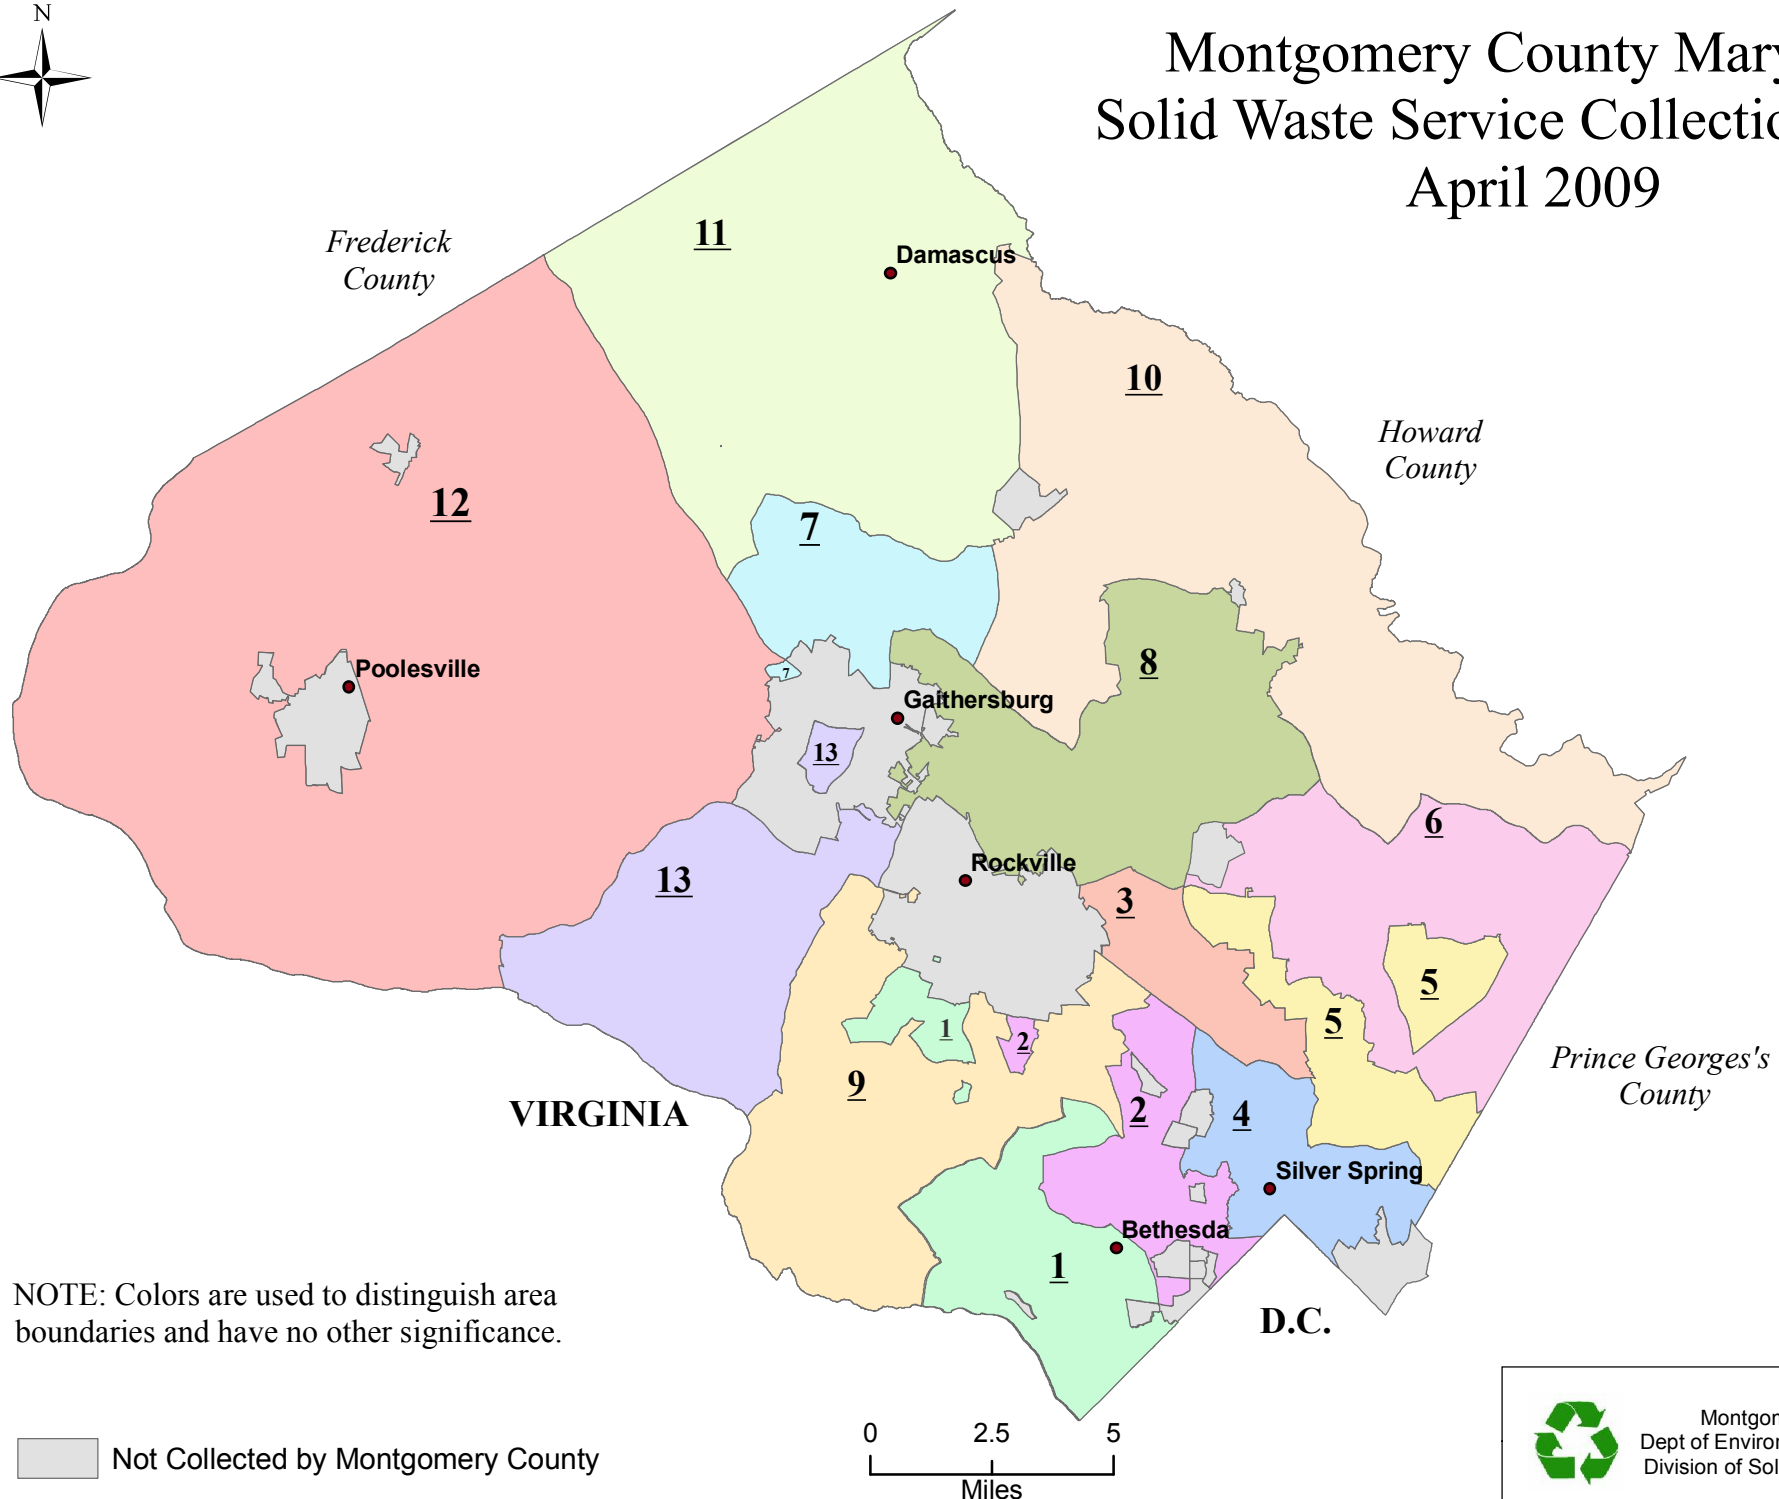 N
Montgomery County Mary
Solid Waste Service Collectio
April 2009
Frederick
County
11
Damascus
10
Howard
County
12
7
8
Poolesville
7
Gaithersburg
13
6
Rockville
13
3
5
5
1
2
Prince Georges's
County
9
VIRGINIA
2
4
Silver Spring
Bethesda
1
D.C.
NOTE: Colors are used to distinguish area
boundaries and have no other significance.
Not Collected by Montgomery County
0 2.5 5
Miles
Montgor
Dept of Enviror
Division of Sol